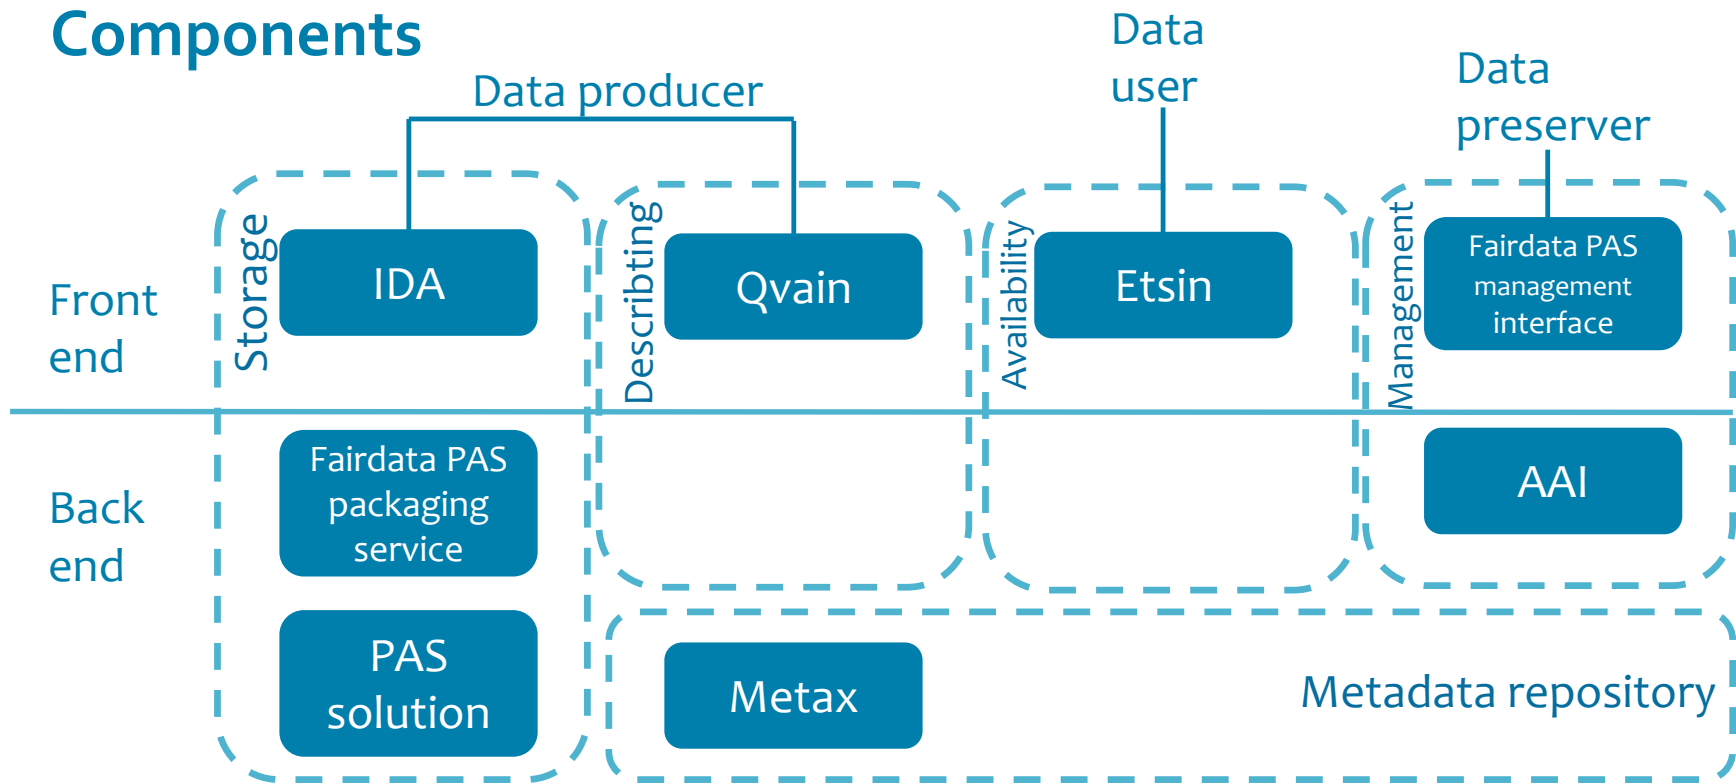 Components
Data producer
Data
user
Data
preserver
Front
end
Storage
IDA
Describting
Qvain
Availability
Etsin
Management
Fairdata PAS
management
interface
Back
end
Fairdata PAS
packaging
service
AAI
PAS
solution
Metax
Metadata repository